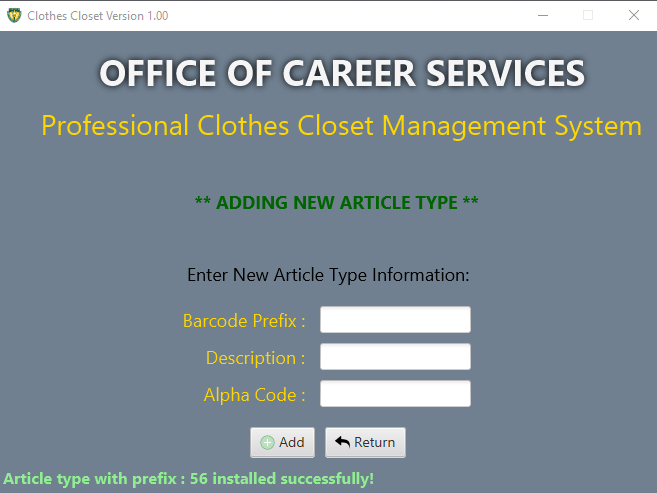 Clothes Closet Version 1.00
OFFICE OF CAREER SERVICES
Professional Clothes Closet Management System
** ADDING NEW ARTICLE TYPE **
Enter New Article Type Information:
Barcode Prefix :
Description :
Alpha Code :
Add Return
Article type with prefix : 56 installed successfully!